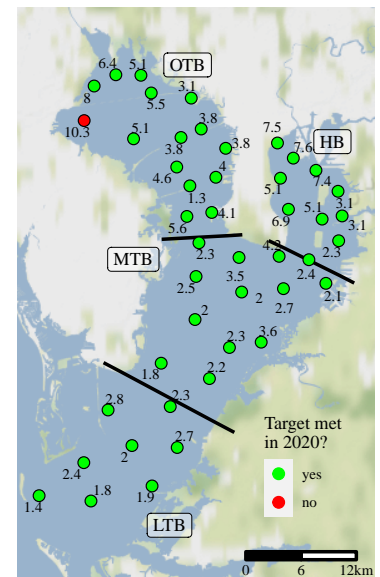 6.4 5.1 OTB
8 5.5 3.1
10.3 5.1 3.8 3.8 3.8
7.5 HB
7.6
4.6 4 5.1 7.4
1.3 3.1
5.6 4.1 6.9 5.1 3.1
MTB 2.3 4.2 2.3
2.5 3.5 2.4
2 2 2.7 2.1
2.3 3.6
1.8 2.2
2.8 2.3
2 2.7
2.4
1.4 1.8 1.9
LTB
Target met
in 2020?
yes
no
0 6 12km